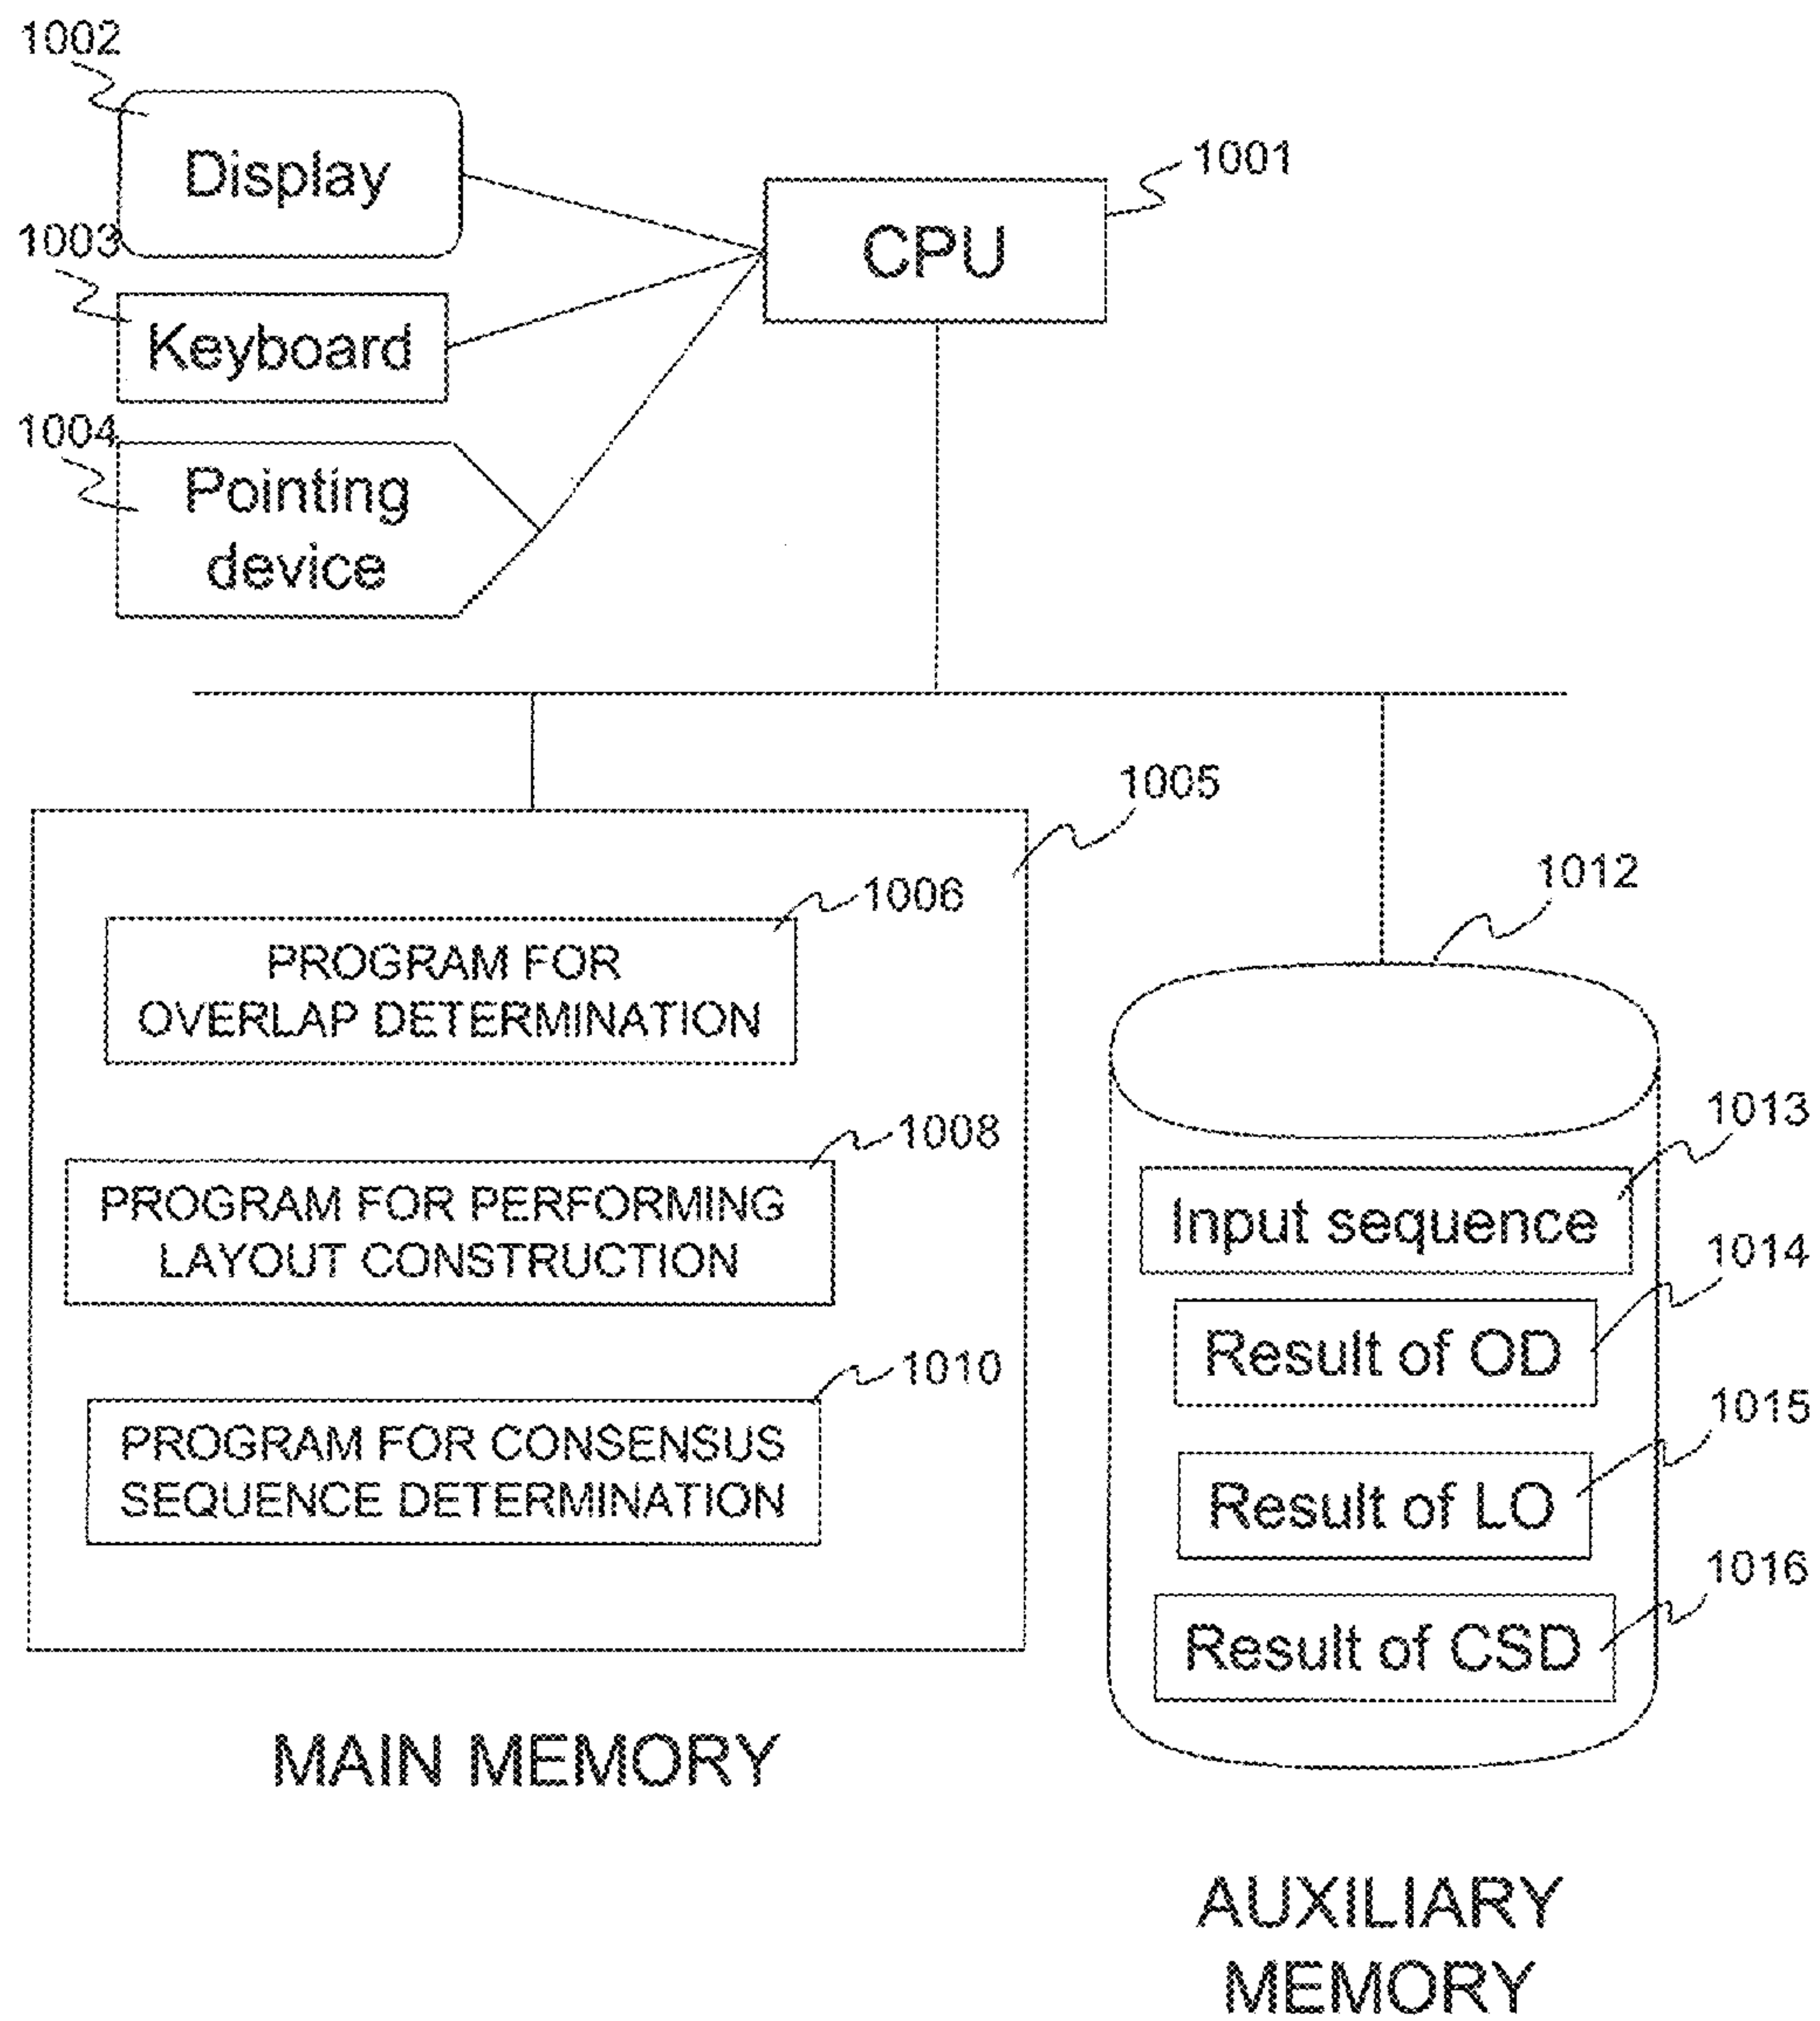 1002
Display
1001
CPU
1003
Keyboard
1004
Pointing
device
1005
1006
PROGRAM FOR
OVERLAP DETERMINATION
1008
PROGRAM FOR PERFORMING
LAYOUT CONSTRUCTION
1010
PROGRAM FOR CONSENSUS
SEQUENCE DETERMINATION
MAIN MEMORY
1012
1013
Input sequence
1014
Result of OD
1015
Result of LO
1016
Result of CSD
AUXILIARY
MEMORY